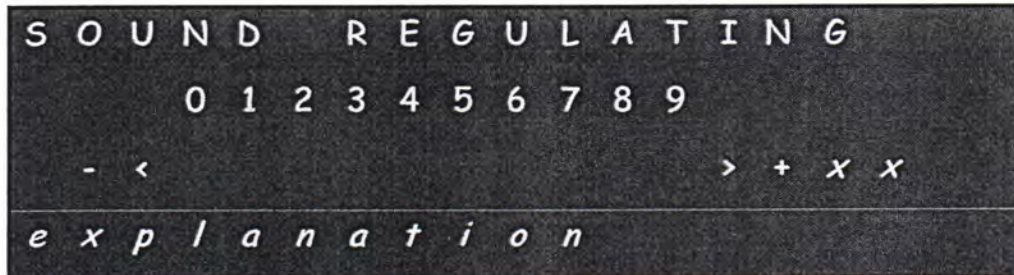 SOUND REGULATING
0 1 2 3 4 5 6 7 8 9
- < > + x x
explanation